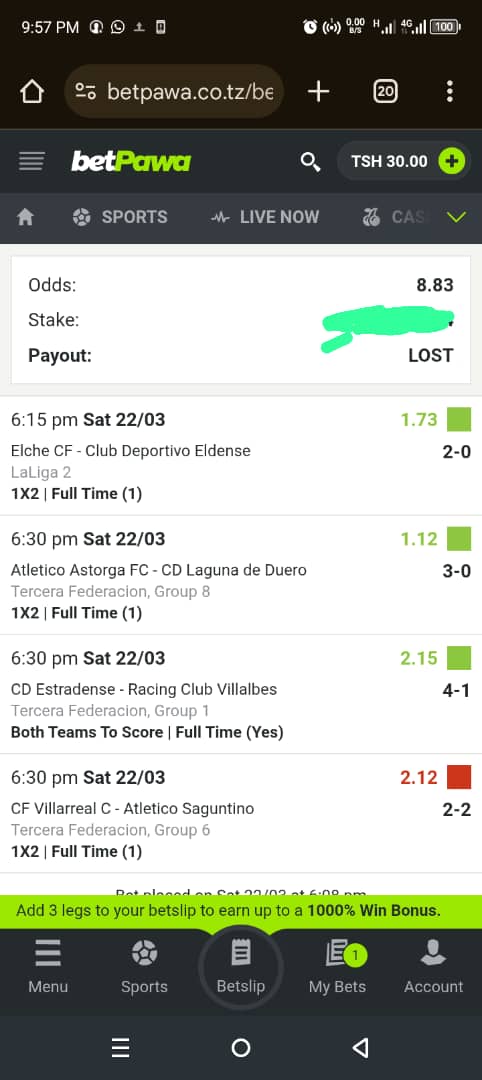 9:57 PM
0.00 B/S H 4G 100
betpawa.co.tz/be
20
betPawa
TSH 30.00
SPORTS LIVE NOW CAS
Odds: 8.83
Stake:
Payout: LOST
6:15 pm Sat 22/03 1.73
Elche CF - Club Deportivo Eldense 2-0
LaLiga 2
1X2 | Full Time (1)
6:30 pm Sat 22/03 1.12
Atletico Astorga FC - CD Laguna de Duero 3-0
Tercera Federacion, Group 8
1X2 | Full Time (1)
6:30 pm Sat 22/03 2.15
CD Estradense - Racing Club Villalbes 4-1
Tercera Federacion, Group 1
Both Teams To Score | Full Time (Yes)
6:30 pm Sat 22/03 2.12
CF Villarreal C - Atletico Saguntino 2-2
Tercera Federacion, Group 6
1X2 | Full Time (1)
Bet placed on Sat 22/03 at 6:08 pm
Add 3 legs to your betslip to earn up to a 1000% Win Bonus.
1
Menu Sports Betslip My Bets Account